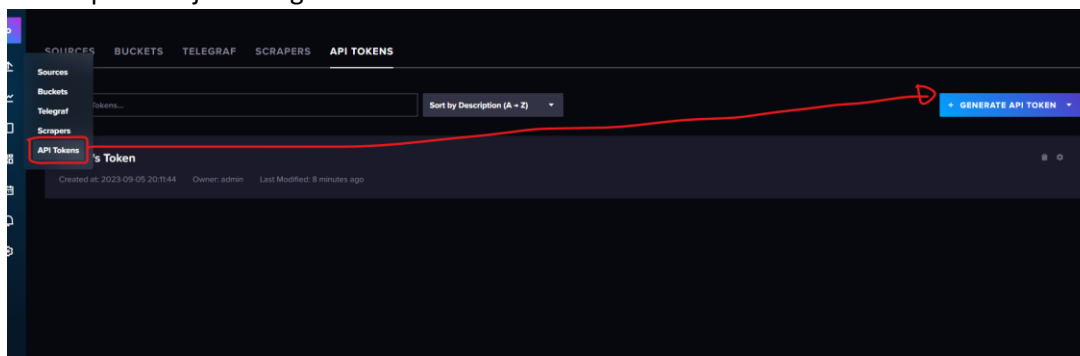 SOURCES BUCKETS TELEGRAF SCRAPERS API TOKENS
Sources
Buckets
Telegraf
Scrapers
API Tokens
Tokens...
Sort by Description (A → Z)
+ GENERATE API TOKEN
's Token
Created at: 2023-09-05 20:11:44 Owner: admin Last Modified: 8 minutes ago